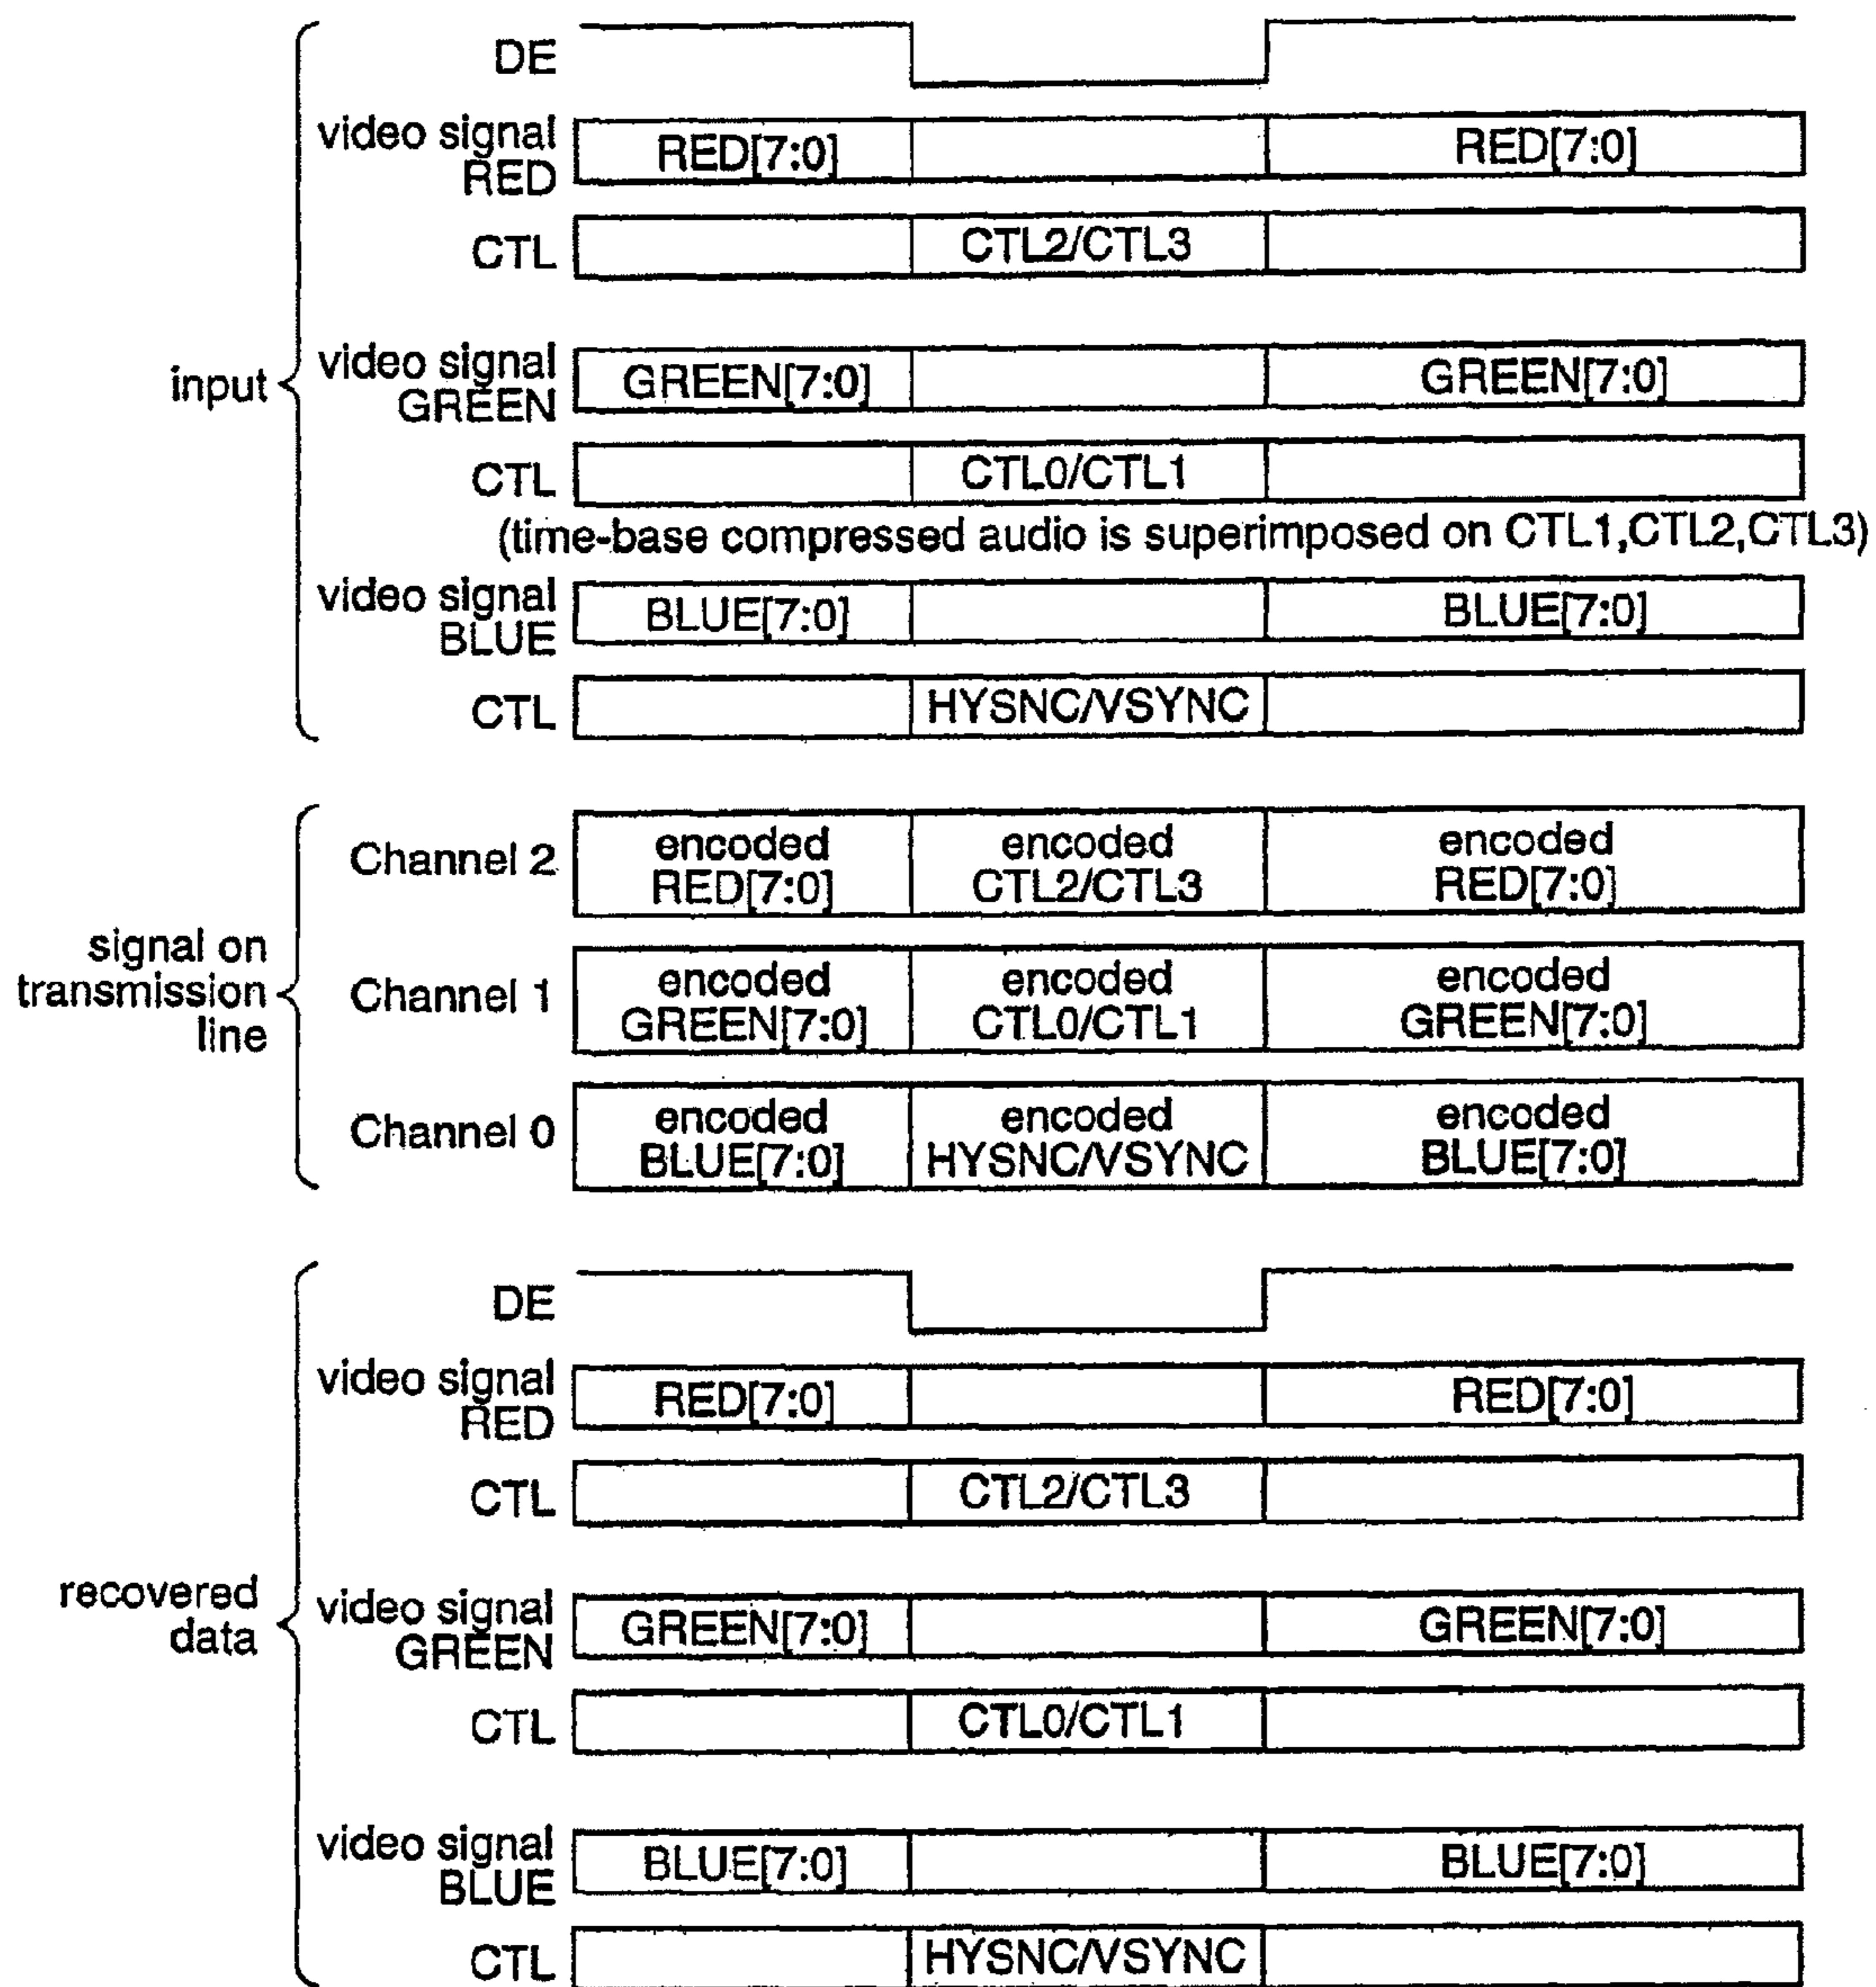 DE
video signal
RED
RED[7:0]
RED[7:0]
CTL
CTL2/CTL3
input
video signal
GREEN
GREEN[7:0]
GREEN[7:0]
CTL
CTL0/CTL1
(time-base compressed audio is superimposed on CTL1,CTL2,CTL3)
video signal
BLUE
BLUE[7:0]
BLUE[7:0]
CTL
HYSNC/VSYNC
signal on
transmission
line
Channel 2
encoded
RED[7:0]
encoded
CTL2/CTL3
encoded
RED[7:0]
Channel 1
encoded
GREEN[7:0]
encoded
CTL0/CTL1
encoded
GREEN[7:0]
Channel 0
encoded
BLUE[7:0]
encoded
HYSNC/VSYNC
encoded
BLUE[7:0]
DE
video signal
RED
RED[7:0]
RED[7:0]
CTL
CTL2/CTL3
recovered
data
video signal
GREEN
GREEN[7:0]
GREEN[7:0]
CTL
CTL0/CTL1
video signal
BLUE
BLUE[7:0]
BLUE[7:0]
CTL
HYSNC/VSYNC